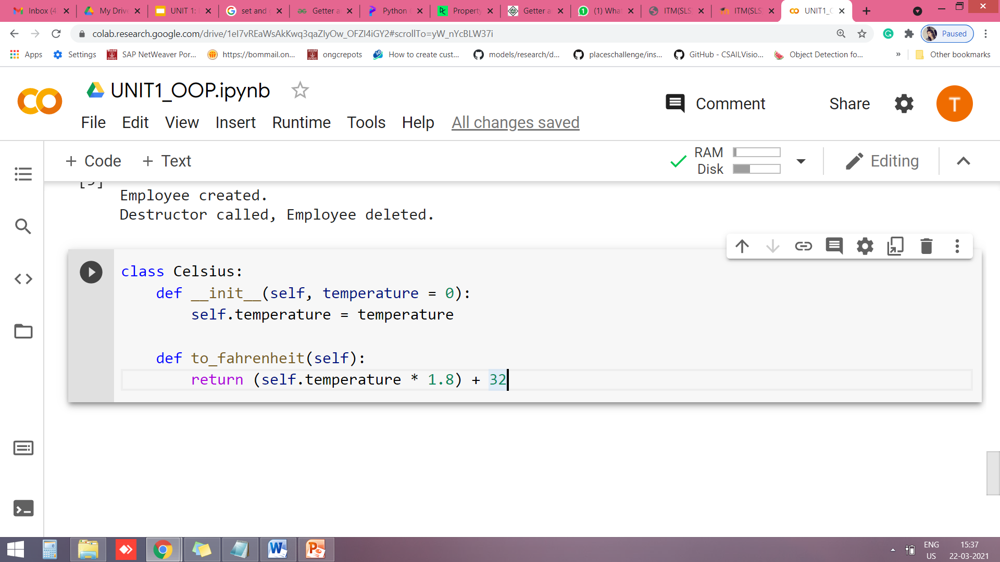 Inbox (4
My Driv
UNIT 1:
set and
Getter a
Python
Property
Getter a
(1) Wha
ITM(SLS
ITM(SLS
UNIT1_O
colab.research.google.com/drive/1eI7vREaWsAkKwq3qaZIyOw_OFZI4iGY2#scrollTo=yW_nYcBLW37i
Paused
Apps
Settings
SAP NetWeaver Por...
https://bommail.on...
ongcrepots
How to create cust...
models/research/d...
placeschallenge/ins...
GitHub - CSAILVisio...
Object Detection fo...
»
Other bookmarks
UNIT1_OOP.ipynb
Comment
Share
T
File Edit View Insert Runtime Tools Help All changes saved
+ Code + Text
RAM
Disk
Editing
Employee created.
Destructor called, Employee deleted.
class Celsius:
def __init__(self, temperature = 0):
self.temperature = temperature
def to_fahrenheit(self):
return (self.temperature * 1.8) + 32
ENG
US
15:37
22-03-2021